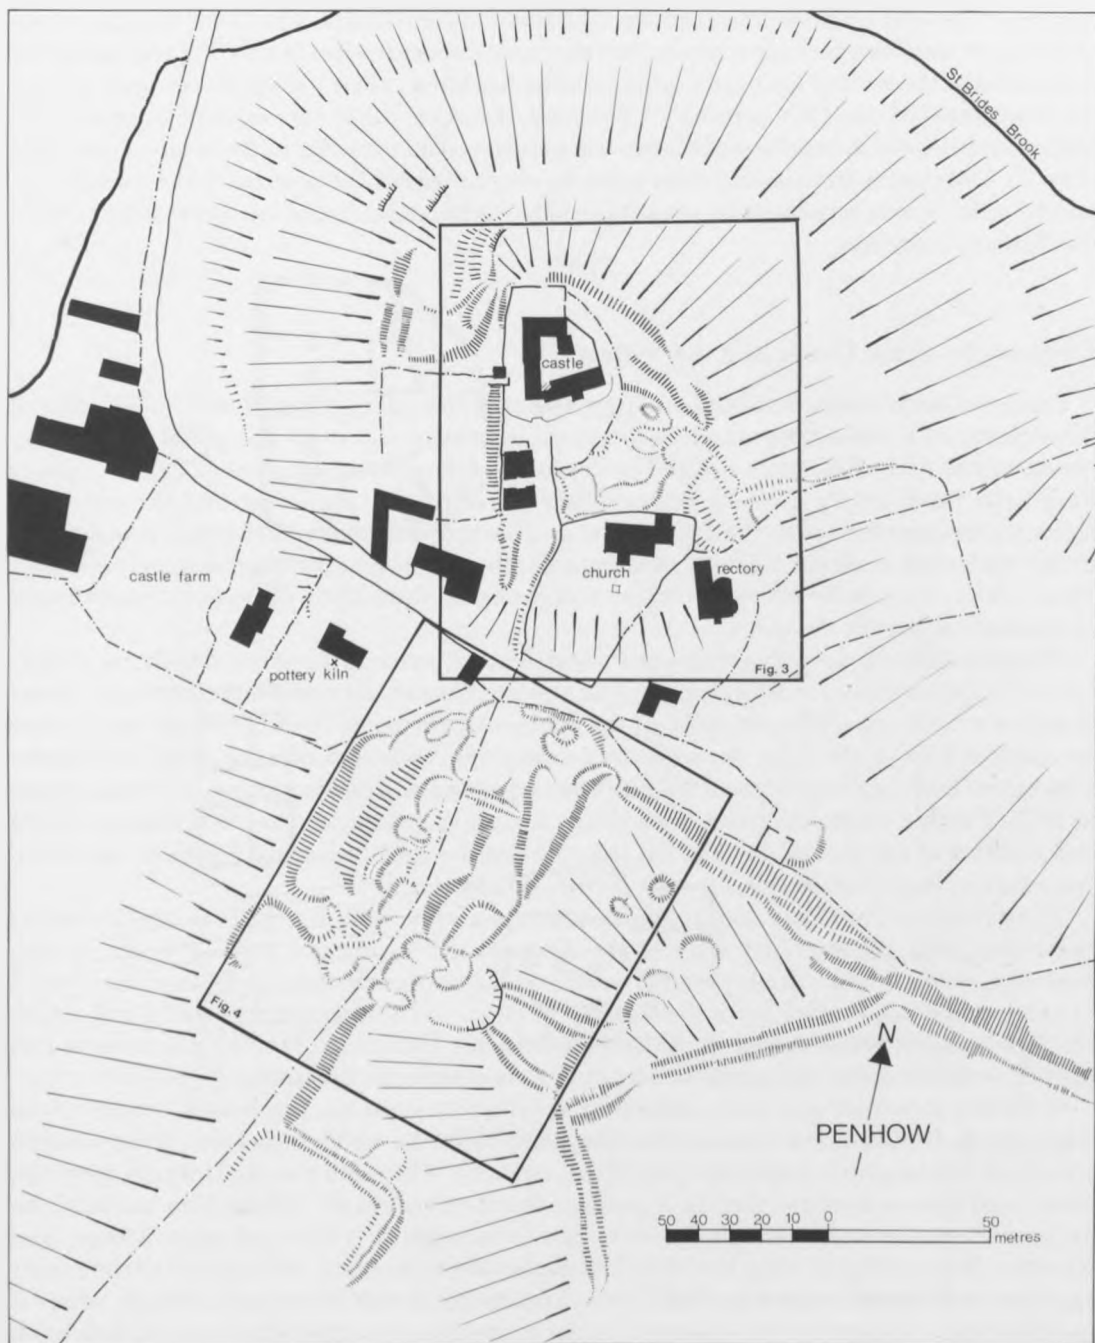 St Brides Brook
castle
castle farm
church
rectory
pottery kiln
Fig. 3
Fig. 4
N
PENHOW
50 40 30 20 10 0 50
metres